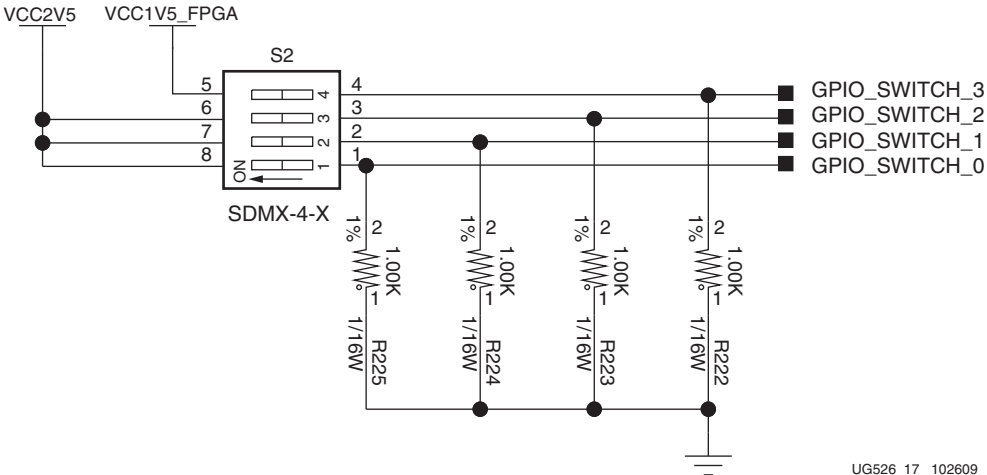 VCC2V5
VCC1V5_FPGA
S2
5
4
4
GPIO_SWITCH_3
6
3
3
GPIO_SWITCH_2
7
2
2
GPIO_SWITCH_1
8
1
1
GPIO_SWITCH_0
ON
SDMX-4-X
1%
2
1.00K
1
1/16W
R225
1%
2
1.00K
1
1/16W
R224
1%
2
1.00K
1
1/16W
R223
1%
2
1.00K
1
1/16W
R222
UG526_17_102609